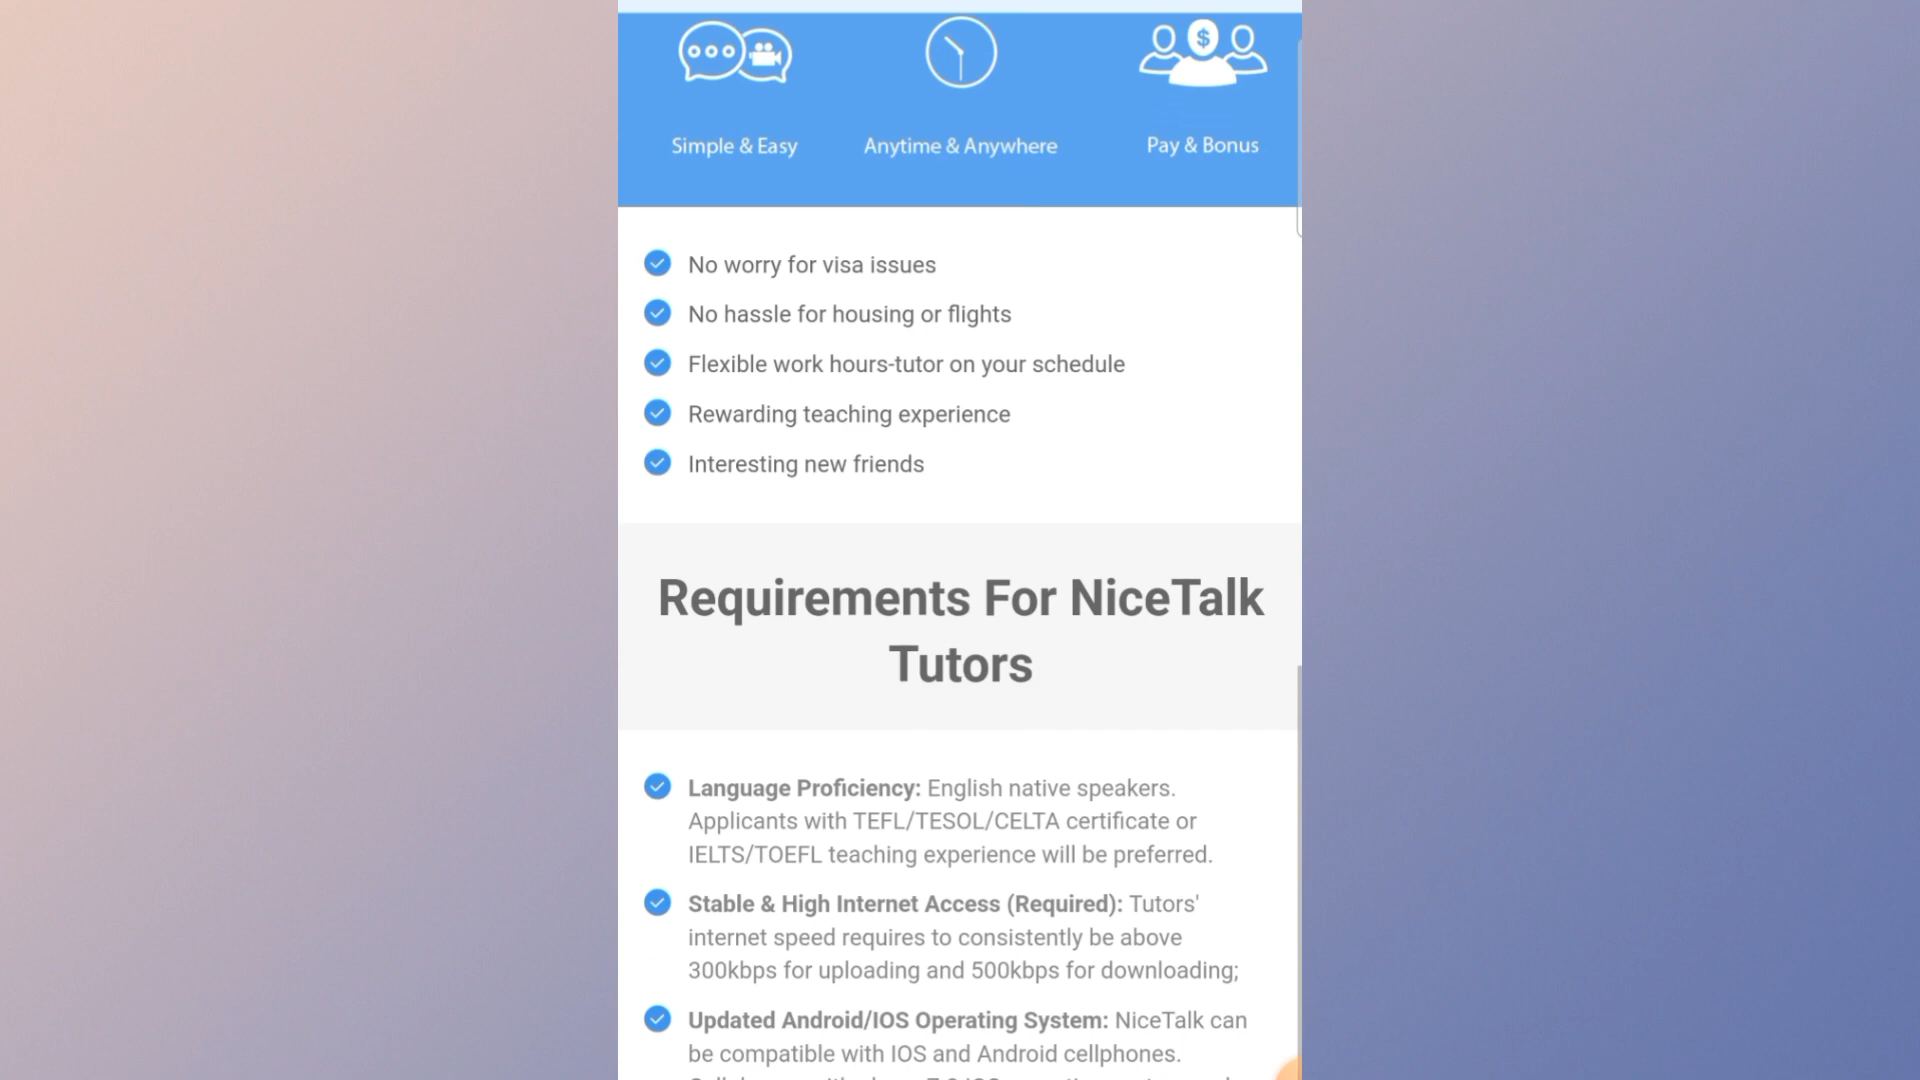 Simple & Easy
Anytime & Anywhere
Pay & Bonus
No worry for visa issues
No hassle for housing or flights
Flexible work hours-tutor on your schedule
Rewarding teaching experience
Interesting new friends
Requirements For NiceTalk
Tutors
Language Proficiency: English native speakers.
Applicants with TEFL/TESOL/CELTA certificate or
IELTS/TOEFL teaching experience will be preferred.
Stable & High Internet Access (Required): Tutors'
internet speed requires to consistently be above
300kbps for uploading and 500kbps for downloading;
Updated Android/IOS Operating System: NiceTalk can
be compatible with IOS and Android cellphones.